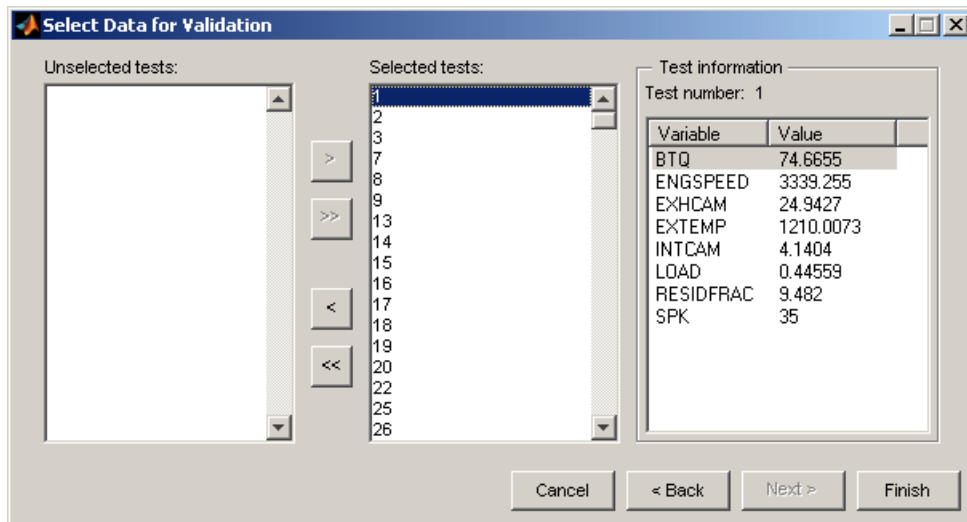 Select Data for Validation
Unselected tests:
Selected tests:
1
2
3
7
8
9
13
14
15
16
17
18
19
20
22
25
26
>
>>
<
<<
Test information
Test number: 1
Variable Value
BTQ 74.6655
ENGSPEED 3339.255
EXHCAM 24.9427
EXTEMP 1210.0073
INTCAM 4.1404
LOAD 0.44559
RESIDFRAC 9.482
SPK 35
Cancel
< Back
Next >
Finish